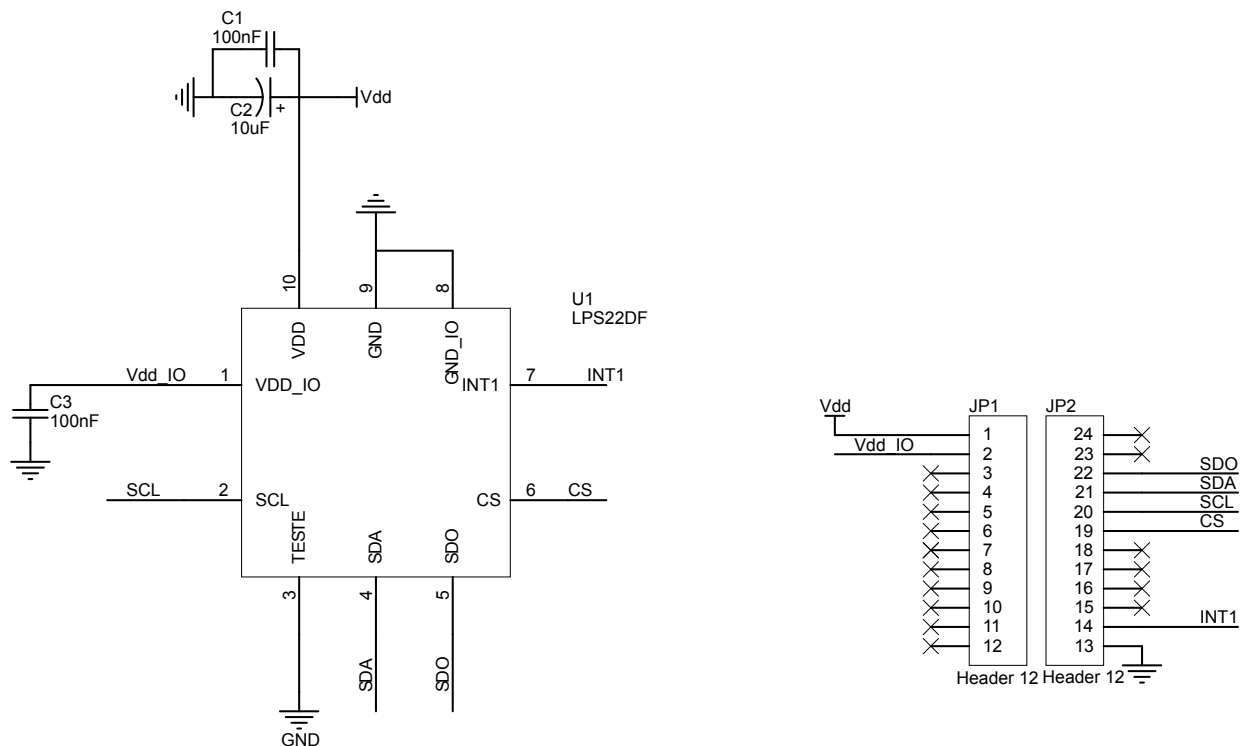 C1
100nF
C2 +
10uF
Vdd
10
9
8
U1
LPS22DF
VDD
GND
GND_IO
Vdd_IO 1 VDD_IO
INT1 7 INT1
C3
100nF
SCL 2 SCL
CS 6 CS
TESTE
SDA
SDO
3
4
5
SDA
SDO
GND
Vdd
JP1 JP2
1 24
Vdd_IO 2 23
3 22 SDO
4 21 SDA
5 20 SCL
6 19 CS
7 18
8 17
9 16
10 15
11 14 INT1
12 13
Header 12 Header 12